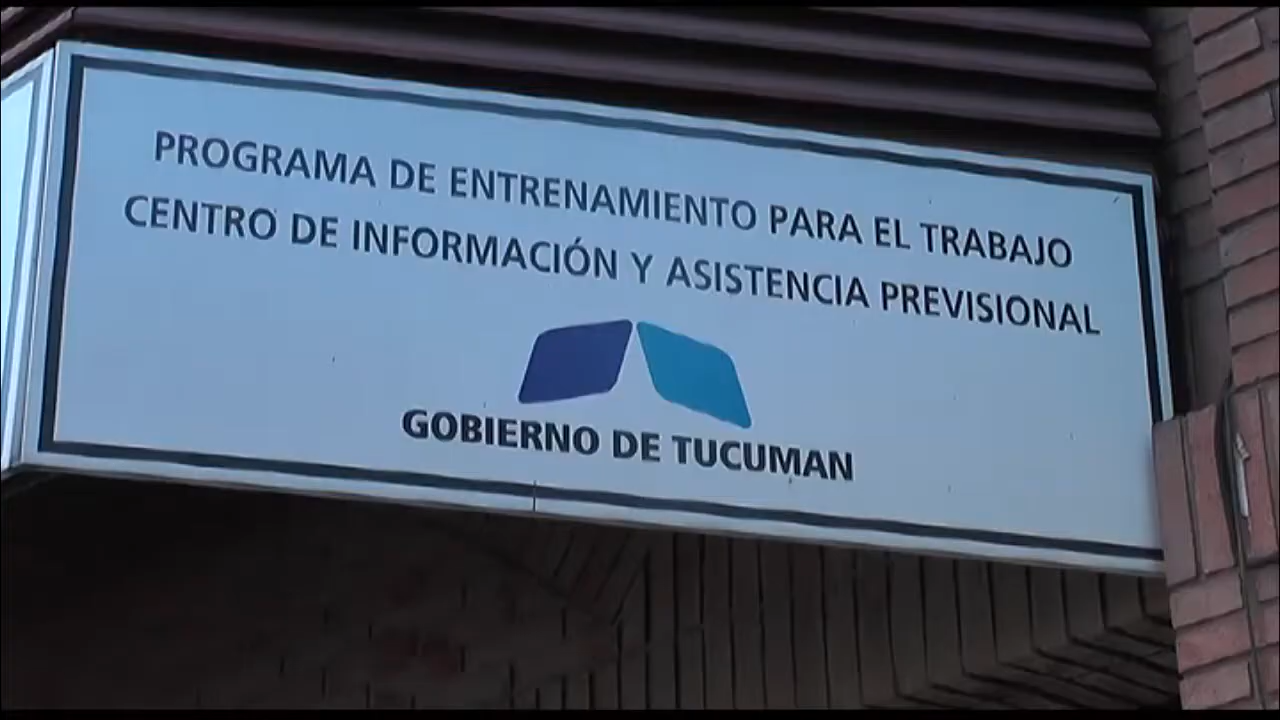 PROGRAMA DE ENTRENAMIENTO PARA EL TRABAJO
CENTRO DE INFORMACIÓN Y ASISTENCIA PREVISIONAL
GOBIERNO DE TUCUMAN